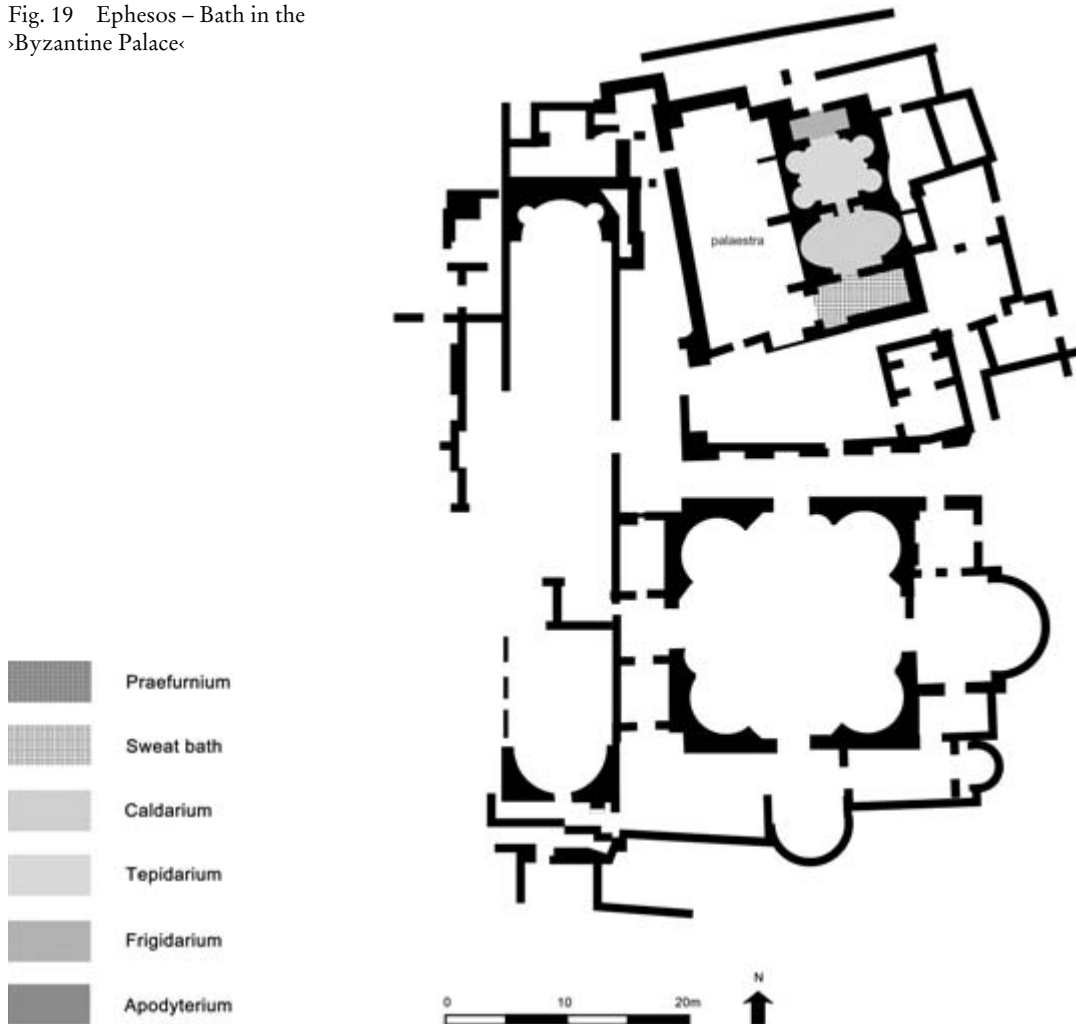 Fig. 19 Ephesos – Bath in the
›Byzantine Palace‹
palaestra
Praefurnium
Sweat bath
Caldarium
Tepidarium
Frigidarium
Apodyterium
0 10 20m
N